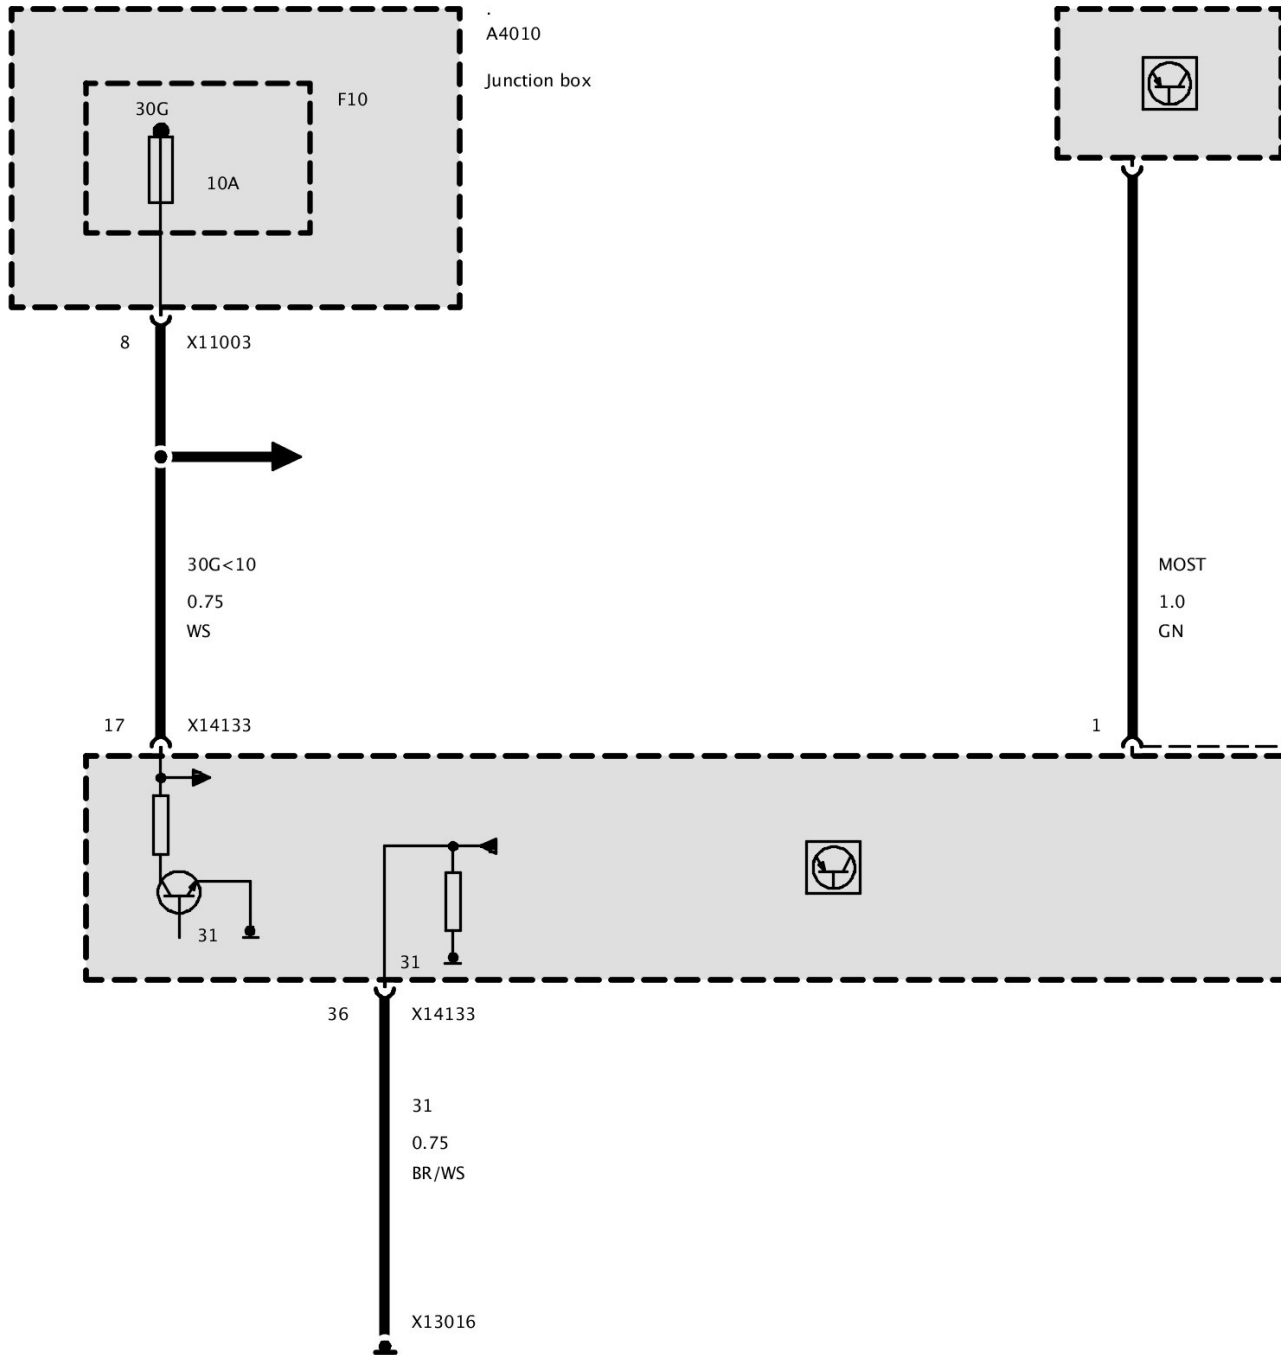 .
A4010
Junction box
F10
30G
10A
8 X11003
30G<10
0.75
WS
MOST
1.0
GN
17 X14133
1
31
31
36 X14133
31
0.75
BR/WS
X13016